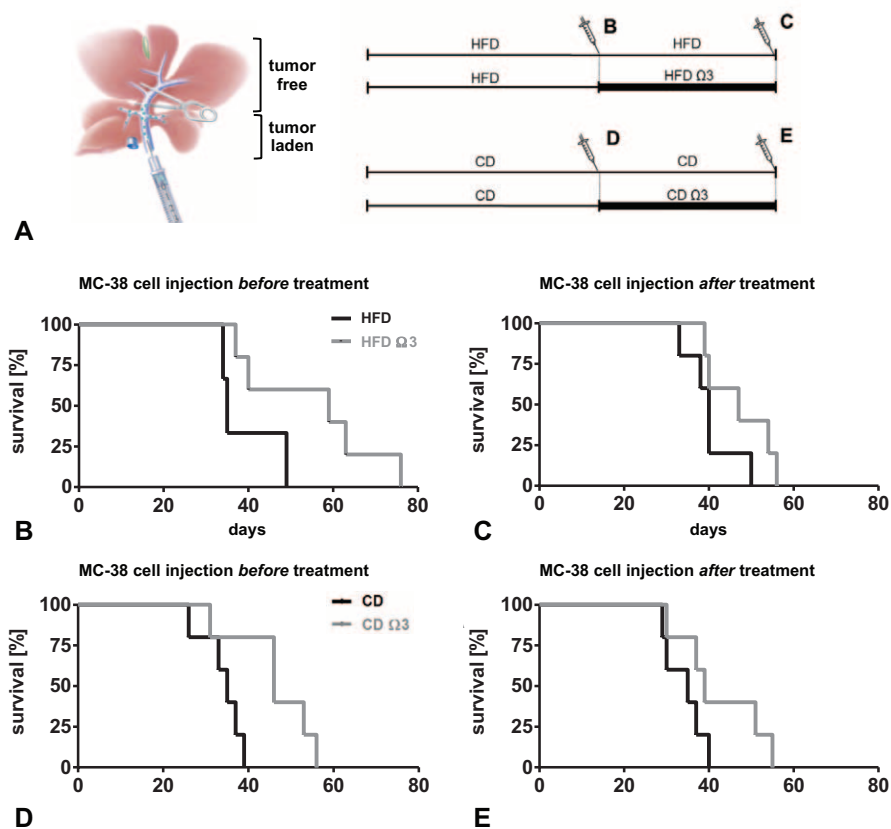 tumor
free
tumor
laden
A
B
C
HFD
HFD
HFD
HFD Ω3
D
E
CD
CD
CD
CD Ω3
MC-38 cell injection before treatment
survival [%]
100
75
50
25
0
HFD
HFD Ω3
0 20 40 60 80
days
B
MC-38 cell injection after treatment
survival [%]
100
75
50
25
0
0 20 40 60 80
days
C
MC-38 cell injection before treatment
survival [%]
100
75
50
25
0
CD
CD Ω3
0 20 40 60 80
D
MC-38 cell injection after treatment
survival [%]
100
75
50
25
0
0 20 40 60 80
E